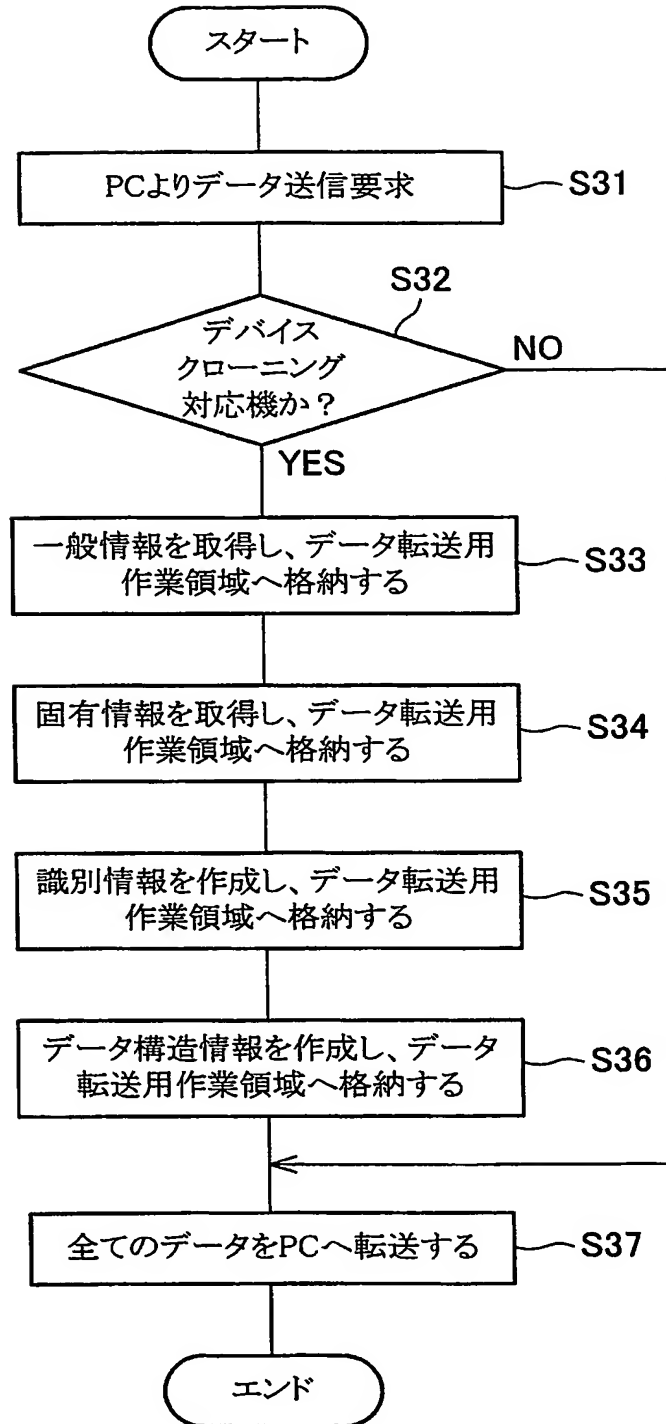 スタート
PCよりデータ送信要求
S31
S32
デバイス
クローニング
対応機か?
NO
YES
一般情報を取得し、データ転送用
作業領域へ格納する
S33
固有情報を取得し、データ転送用
作業領域へ格納する
S34
識別情報を作成し、データ転送用
作業領域へ格納する
S35
データ構造情報を作成し、データ
転送用作業領域へ格納する
S36
全てのデータをPCへ転送する
S37
エンド